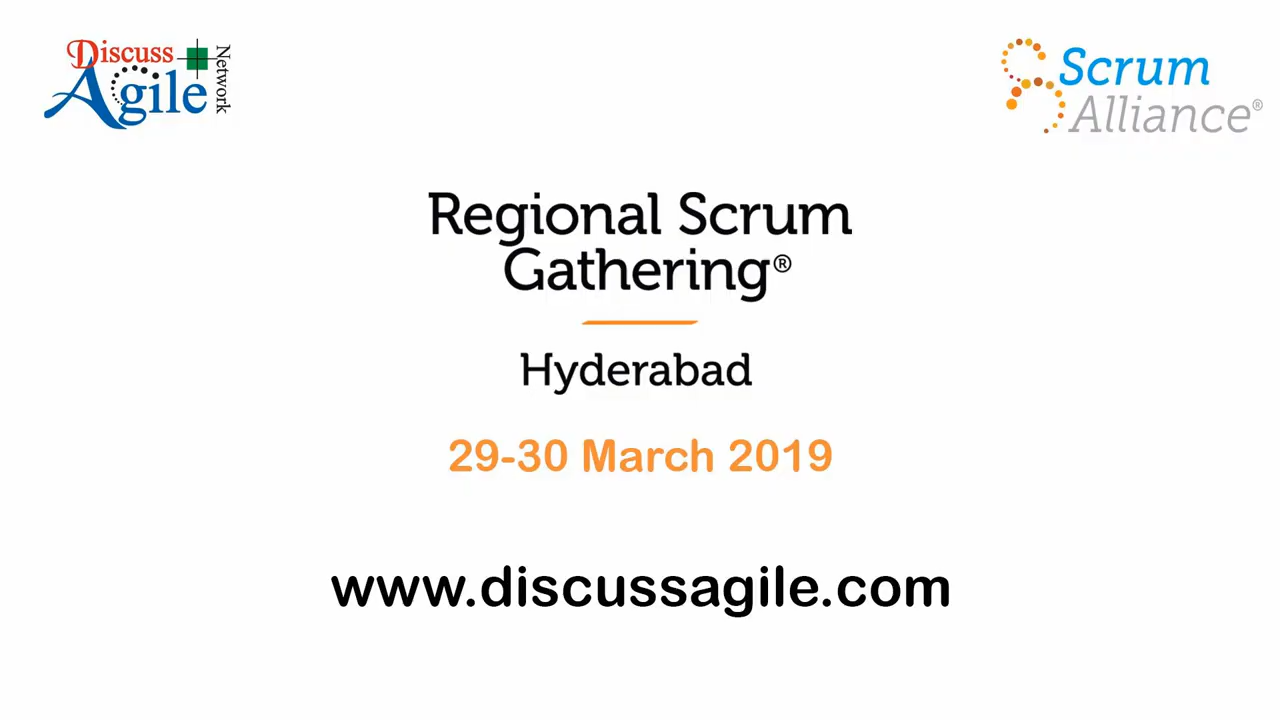 Discuss
Agile
Network
Scrum
Alliance®
Regional Scrum
Gathering®
Hyderabad
29-30 March 2019
www.discussagile.com